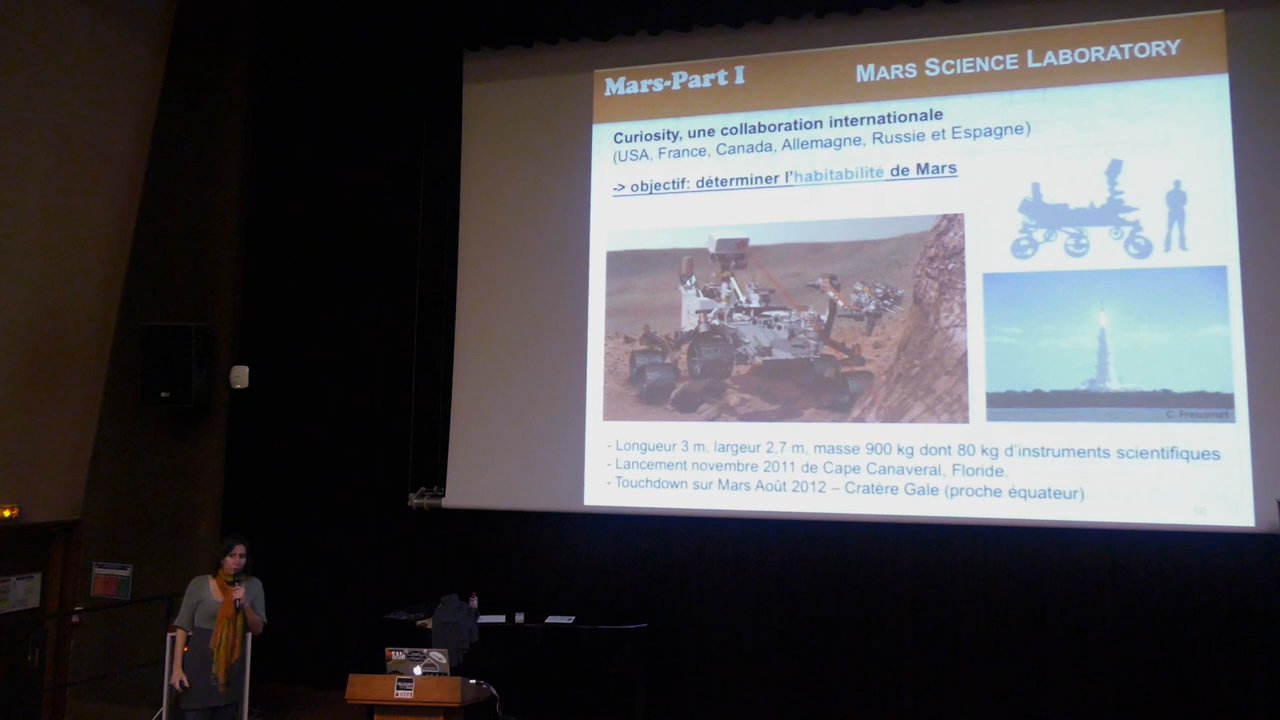 Mars-Part I
MARS SCIENCE LABORATORY
Curiosity, une collaboration internationale
(USA, France, Canada, Allemagne, Russie et Espagne)
-> objectif: déterminer l'habitabilité de Mars
C. Freissinet
- Longueur 3 m, largeur 2,7 m, masse 900 kg dont 80 kg d'instruments scientifiques
- Lancement novembre 2011 de Cape Canaveral, Floride.
- Touchdown sur Mars Août 2012 – Cratère Gale (proche équateur)